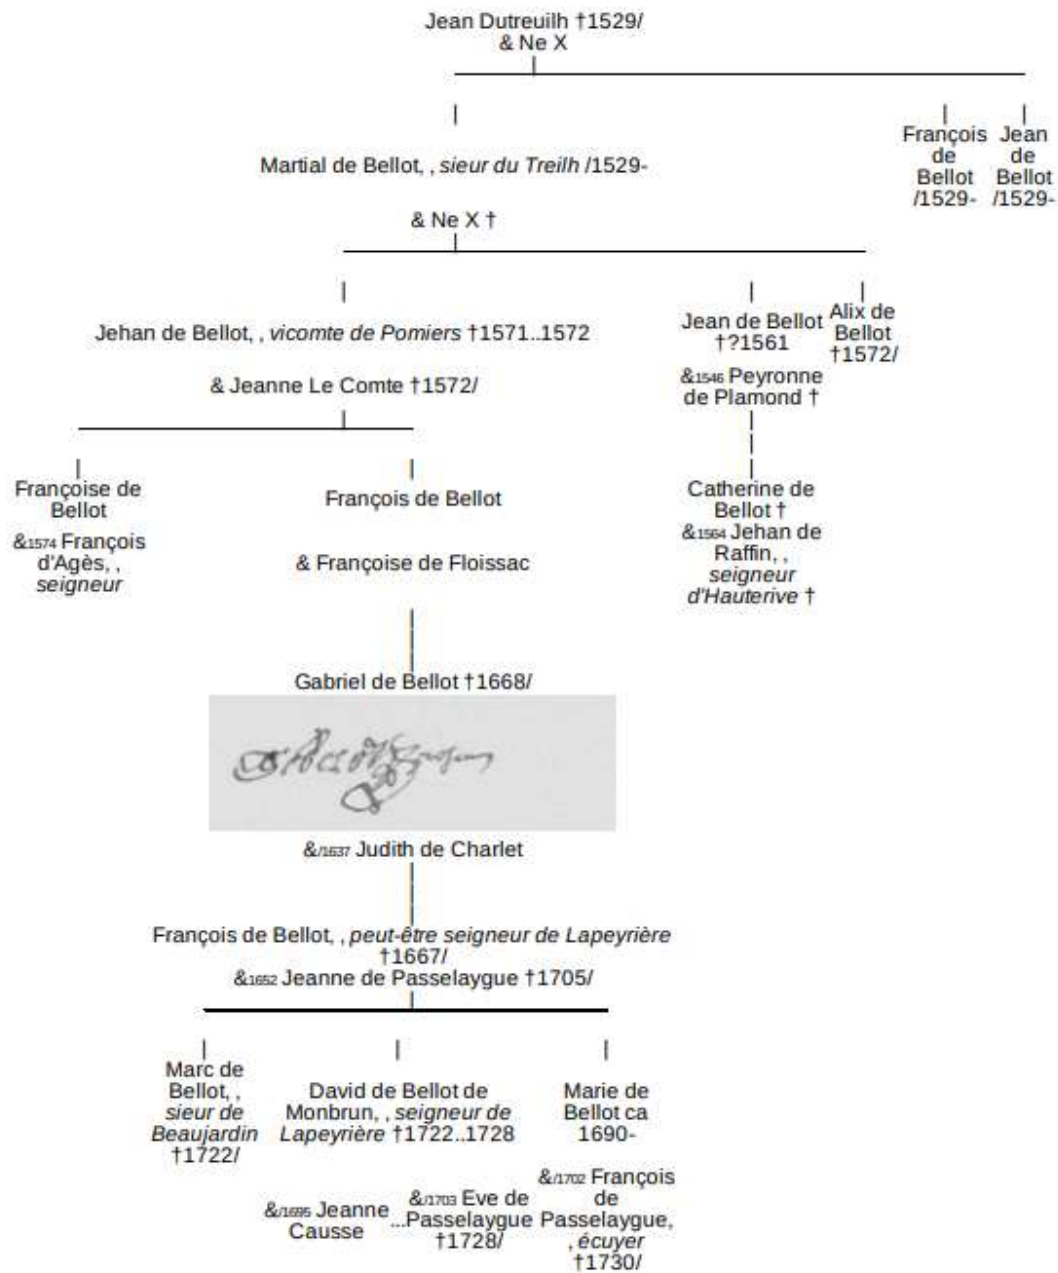 Jean Dutreuilh †1529/
& Ne X
François
de
Bellot
/1529-
Jean
de
Bellot
/1529-
Martial de Bellot, , sieur du Treilh /1529-
& Ne X †
Jehan de Bellot, , vicomte de Pomiers †1571..1572
& Jeanne Le Comte †1572/
Jean de Bellot
†?1561
&1546 Peyronne
de Plamond †
Alix de
Bellot
†1572/
Françoise de
Bellot
&1574 François
d'Agès, ,
seigneur
François de Bellot
& Françoise de Floissac
Catherine de
Bellot †
&1564 Jehan de
Raffin, ,
seigneur
d'Hauterive †
Gabriel de Bellot †1668/
&/1637 Judith de Charlet
François de Bellot, , peut-être seigneur de Lapeyrière
†1667/
&1652 Jeanne de Passelaygue †1705/
Marc de
Bellot, ,
sieur de
Beaujardin
†1722/
David de Bellot de
Monbrun, , seigneur de
Lapeyrière †1722..1728
&/1695 Jeanne
Causse
&/1703 Eve de
...Passelaygue
†1728/
Marie de
Bellot ca
1690-
&/1702 François
de
Passelaygue,
, écuyer
†1730/